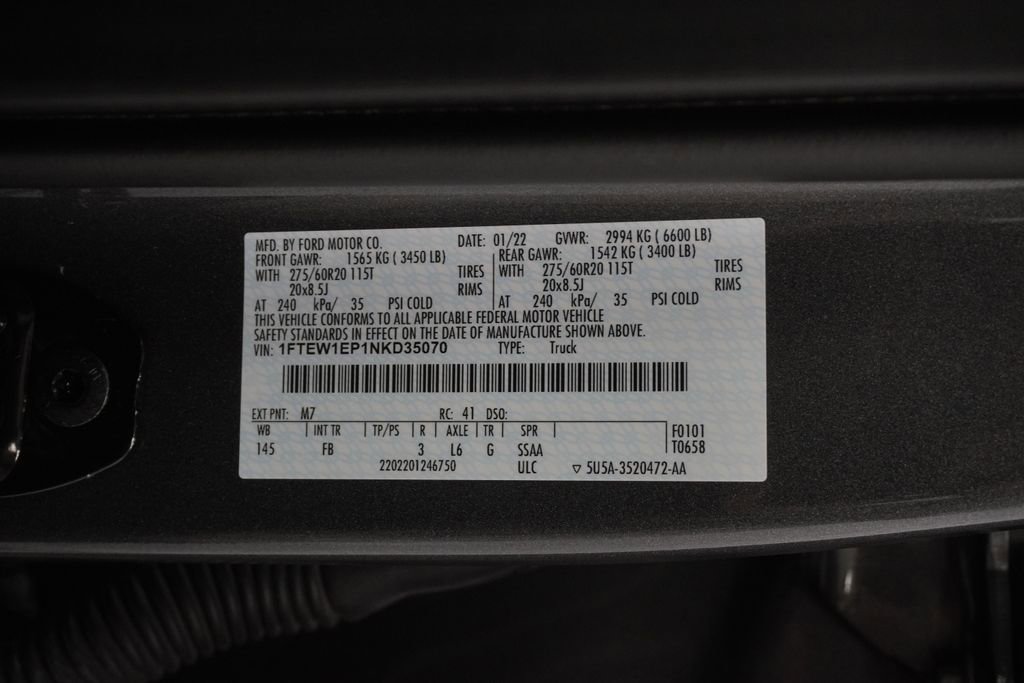 MFD. BY FORD MOTOR CO. DATE: 01/22 GVWR: 2994 KG ( 6600 LB)
FRONT GAWR: 1565 KG ( 3450 LB) REAR GAWR: 1542 KG ( 3400 LB)
WITH 275/60R20 115T TIRES WITH 275/60R20 115T TIRES
20x8.5J RIMS 20x8.5J RIMS
AT 240 kPa/ 35 PSI COLD AT 240 kPa/ 35 PSI COLD
THIS VEHICLE CONFORMS TO ALL APPLICABLE FEDERAL MOTOR VEHICLE
SAFETY STANDARDS IN EFFECT ON THE DATE OF MANUFACTURE SHOWN ABOVE.
VIN: 1FTEW1EP1NKD35070 TYPE: Truck
EXT PNT: M7 RC: 41 DSO:
WB INT TR TP/PS R AXLE TR SPR F0101
145 FB 3 L6 G SSAA T0658
2202201246750 ULC ▽ 5U5A-3520472-AA